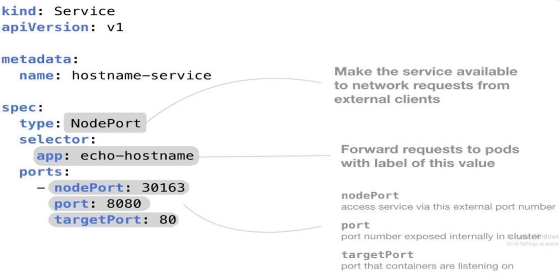 kind: Service
apiVersion: v1
metadata:
name: hostname-service
spec:
type: NodePort
selector:
app: echo-hostname
ports:
- nodePort: 30163
port: 8080
targetPort: 80
Make the service available
to network requests from
external clients
Forward requests to pods
with label of this value
nodePort
access service via this external port number
port
port number exposed internally in cluster
targetPort
port that containers are listening on